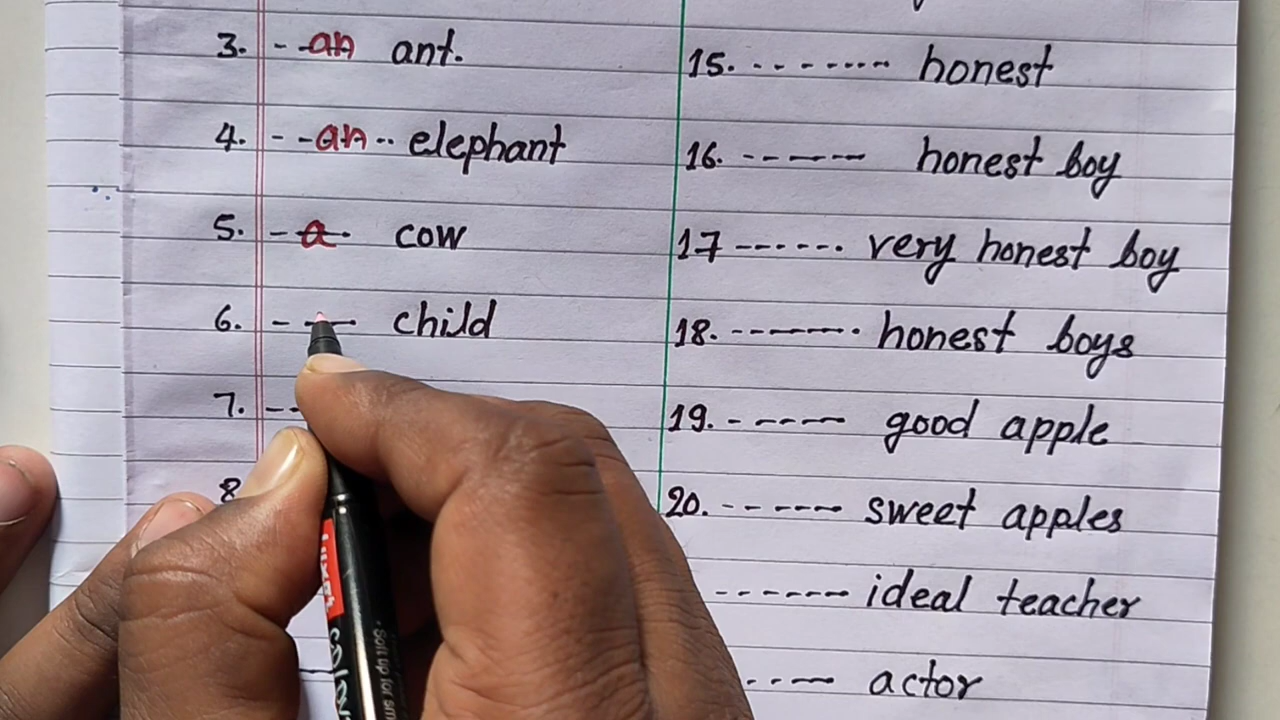 3. - -an ant.
4. - -an-- elephant
5. - a-. cow
6. - -- child
7. --
8
15. ------- honest
16. ------ honest boy
17 ------ very honest boy
18. -------. honest boys
19. ------ good apple
20. ------ sweet apples
------- ideal teacher
---- actor